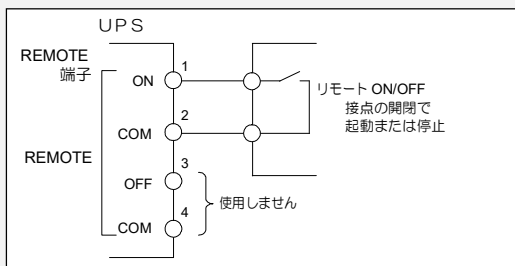 UPS
REMOTE
端子
1
ON
リモート ON/OFF
接点の開閉で
起動または停止
2
COM
REMOTE
3
OFF
使用しません
4
COM